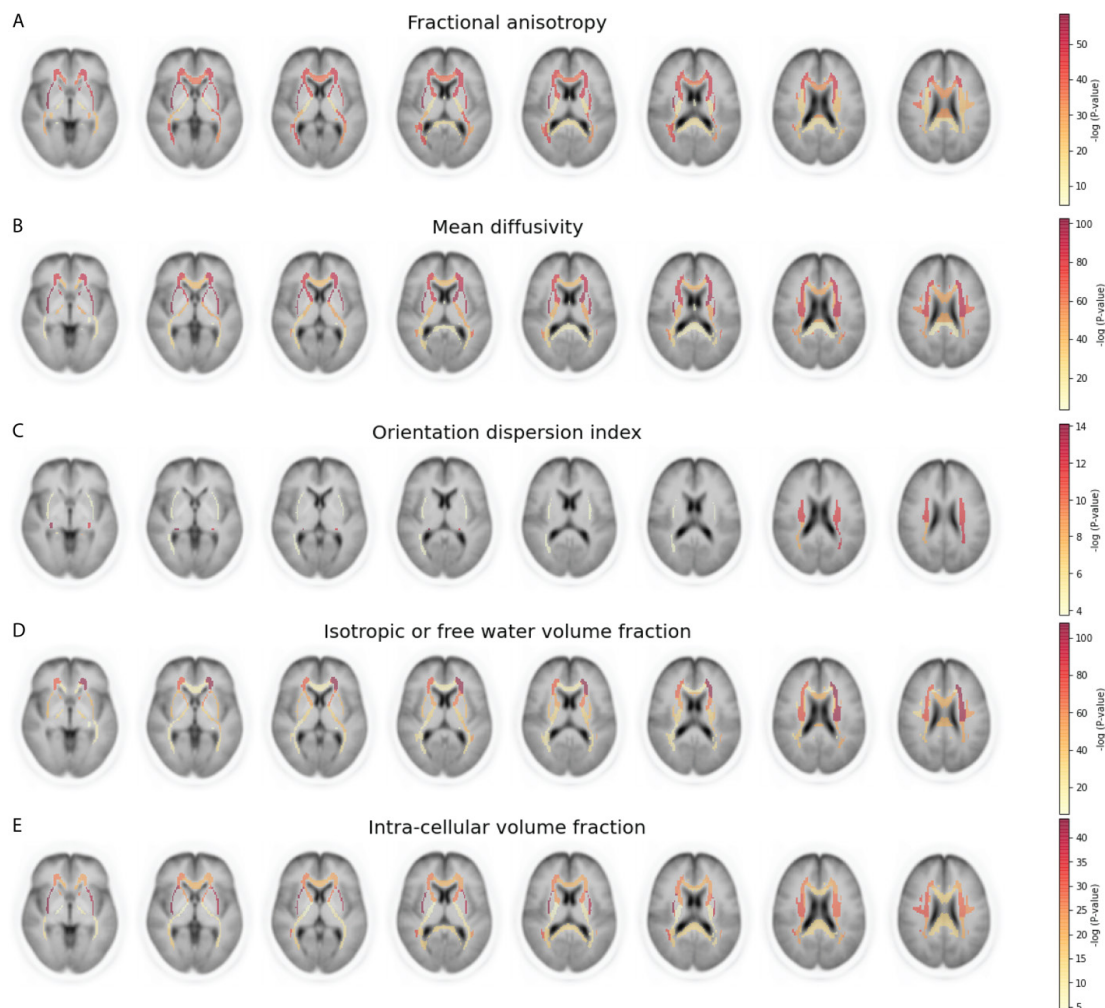 A
Fractional anisotropy
50
40
30
20
10
-log (P-value)
B
Mean diffusivity
100
80
60
40
20
-log (P-value)
C
Orientation dispersion index
14
12
10
8
6
4
-log (P-value)
D
Isotropic or free water volume fraction
100
80
60
40
20
-log (P-value)
E
Intra-cellular volume fraction
40
35
30
25
20
15
10
5
-log (P-value)